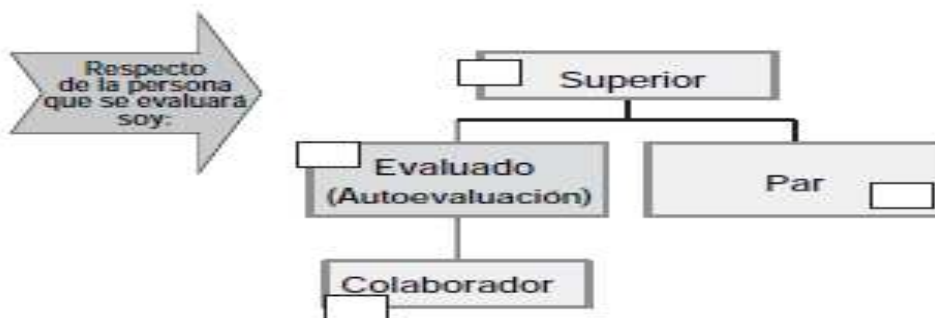 Respecto
de la persona
que se evaluará
soy:
Superior
Evaluado
(Autoevaluación)
Par
Colaborador